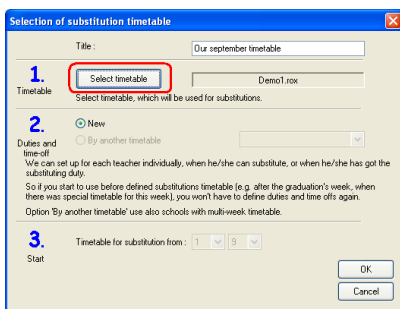 Selection of substitution timetable
Title :
Our september timetable
1.
Timetable
Select timetable
Demo1.rox
Select timetable, which will be used for substitutions.
2.
Duties and
time-off
New
By another timetable
We can set up for each teacher individually, when he/she can substitute, or when he/she has got the
substituting duty.
So if you start to use before defined substitutions timetable (e.g. after the graduation's week, when
there was special timetable for this week), you won't have to define duties and time offs again.
Option 'By another timetable' use also schools with multi-week timetable.
3.
Start
Timetable for substitution from : 1 9
OK
Cancel